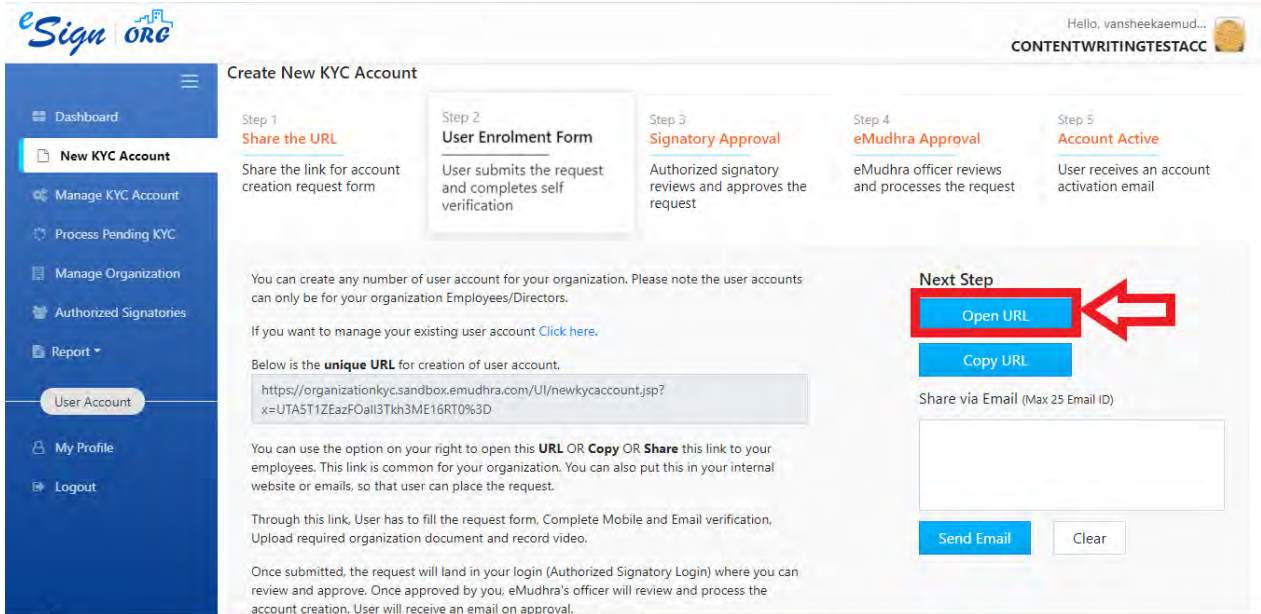 eSign ORG
Hello, vansheekaemud...
CONTENTWRITINGTESTACC
Dashboard
New KYC Account
Manage KYC Account
Process Pending KYC
Manage Organization
Authorized Signatories
Report
User Account
My Profile
Logout
Create New KYC Account
Step 1
Share the URL
Share the link for account
creation request form
Step 2
User Enrolment Form
User submits the request
and completes self
verification
Step 3
Signatory Approval
Authorized signatory
reviews and approves the
request
Step 4
eMudhra Approval
eMudhra officer reviews
and processes the request
Step 5
Account Active
User receives an account
activation email
You can create any number of user account for your organization. Please note the user accounts
can only be for your organization Employees/Directors.
If you want to manage your existing user account Click here.
Below is the unique URL for creation of user account.
https://organizationkyc.sandbox.emudhra.com/UI/newkycaccount.jsp?
You can use the option on your right to open this URL OR Copy OR Share this link to your
employees. This link is common for your organization. You can also put this in your internal
website or emails, so that user can place the request.
Through this link, User has to fill the request form, Complete Mobile and Email verification,
Upload required organization document and record video.
Once submitted, the request will land in your login (Authorized Signatory Login) where you can
review and approve. Once approved by you, eMudhra's officer will review and process the
account creation. User will receive an email on approval.
Next Step
Open URL
Copy URL
Share via Email (Max 25 Email ID)
Send Email
Clear